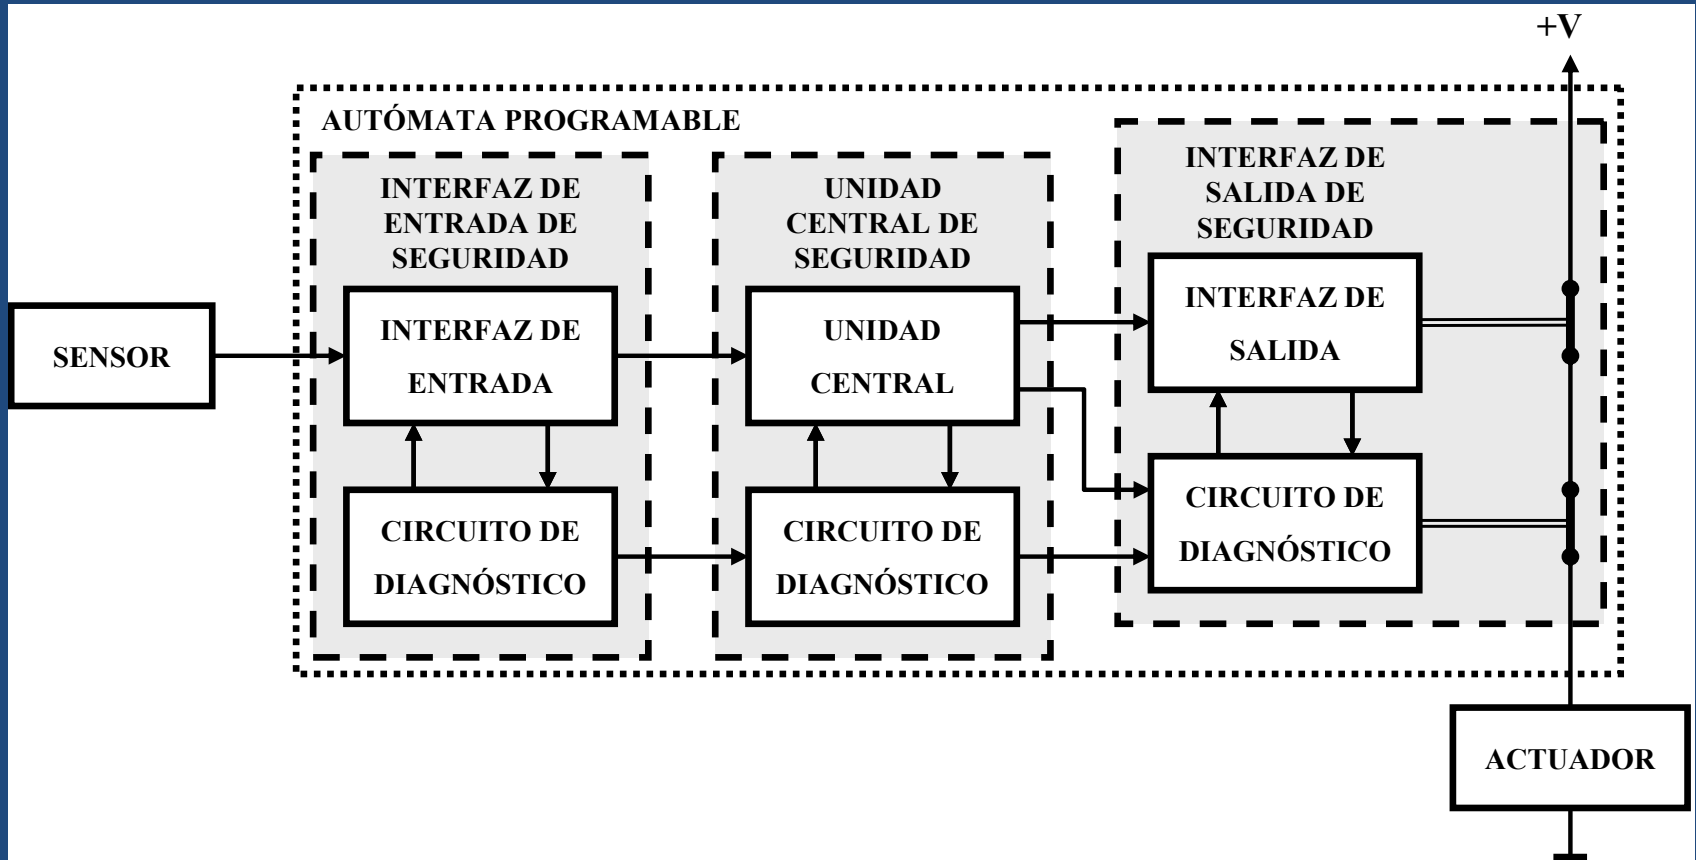 +V
AUTÓMATA PROGRAMABLE
INTERFAZ DE
ENTRADA DE
SEGURIDAD
UNIDAD
CENTRAL DE
SEGURIDAD
INTERFAZ DE
SALIDA DE
SEGURIDAD
SENSOR
INTERFAZ DE
ENTRADA
UNIDAD
CENTRAL
INTERFAZ DE
SALIDA
CIRCUITO DE
DIAGNÓSTICO
CIRCUITO DE
DIAGNÓSTICO
CIRCUITO DE
DIAGNÓSTICO
ACTUADOR